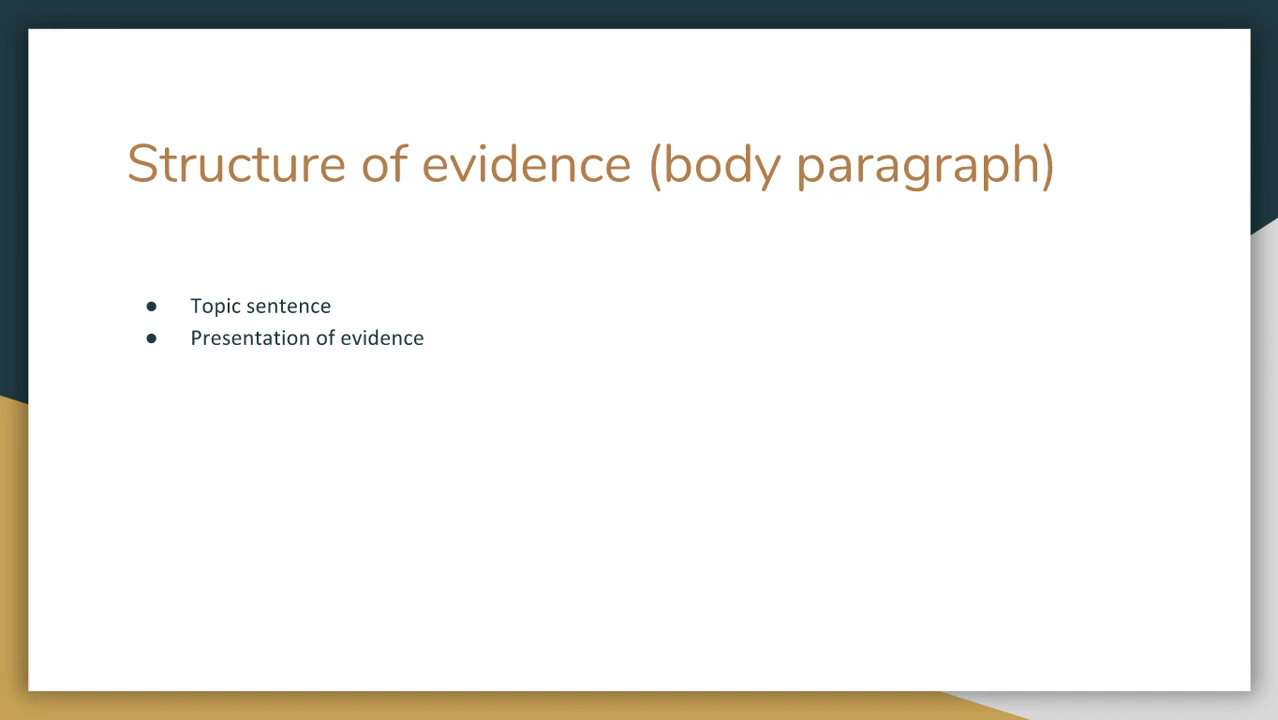 Structure of evidence (body paragraph)
● Topic sentence
● Presentation of evidence